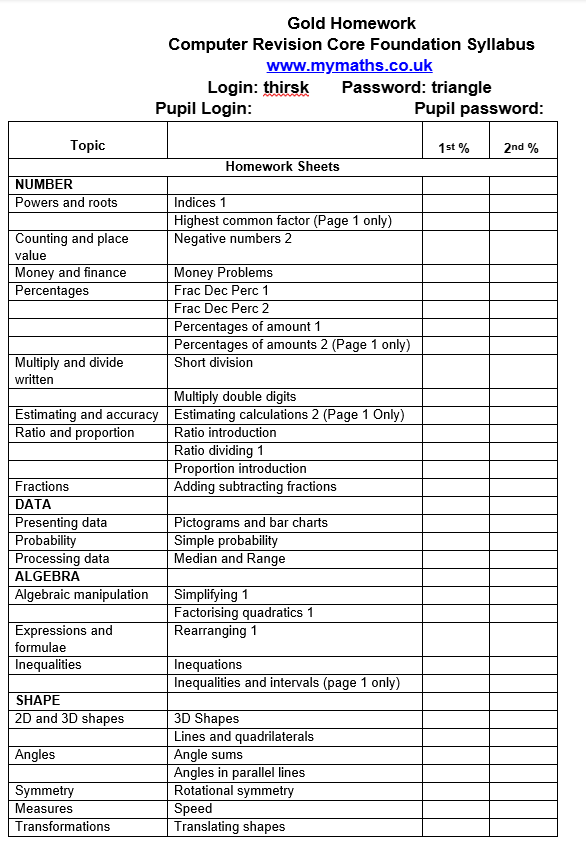 Gold Homework
Computer Revision Core Foundation Syllabus
www.mymaths.co.uk
Login: thirsk Password: triangle
Pupil Login: Pupil password:
Topic 1st % 2nd %
Homework Sheets
NUMBER
Powers and roots Indices 1
Highest common factor (Page 1 only)
Counting and place Negative numbers 2
value
Money and finance Money Problems
Percentages Frac Dec Perc 1
Frac Dec Perc 2
Percentages of amount 1
Percentages of amounts 2 (Page 1 only)
Multiply and divide Short division
written
Multiply double digits
Estimating and accuracy Estimating calculations 2 (Page 1 Only)
Ratio and proportion Ratio introduction
Ratio dividing 1
Proportion introduction
Fractions Adding subtracting fractions
DATA
Presenting data Pictograms and bar charts
Probability Simple probability
Processing data Median and Range
ALGEBRA
Algebraic manipulation Simplifying 1
Factorising quadratics 1
Expressions and Rearranging 1
formulae
Inequalities Inequations
Inequalities and intervals (page 1 only)
SHAPE
2D and 3D shapes 3D Shapes
Lines and quadrilaterals
Angles Angle sums
Angles in parallel lines
Symmetry Rotational symmetry
Measures Speed
Transformations Translating shapes